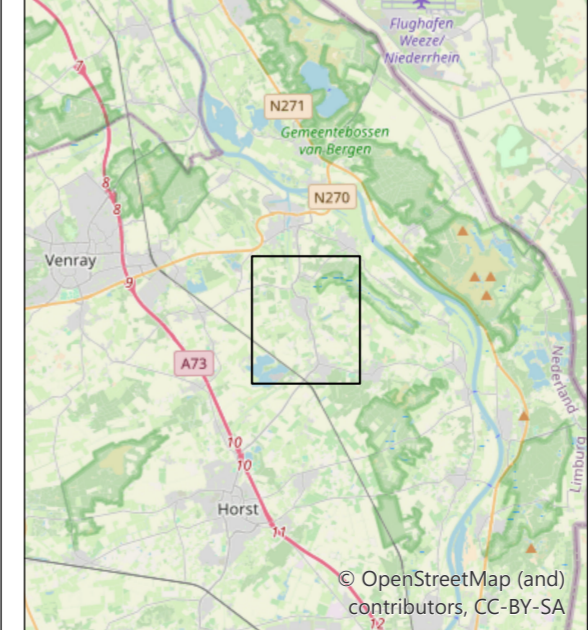 Flughafen
Weeze/
Niederrhein
7
N271
Gemeentebossen
van Bergen
8
8
N270
Venray
9
A73
Nederland
Limburg
10
10
Horst
11
© OpenStreetMap (and)
contributors, CC-BY-SA
12